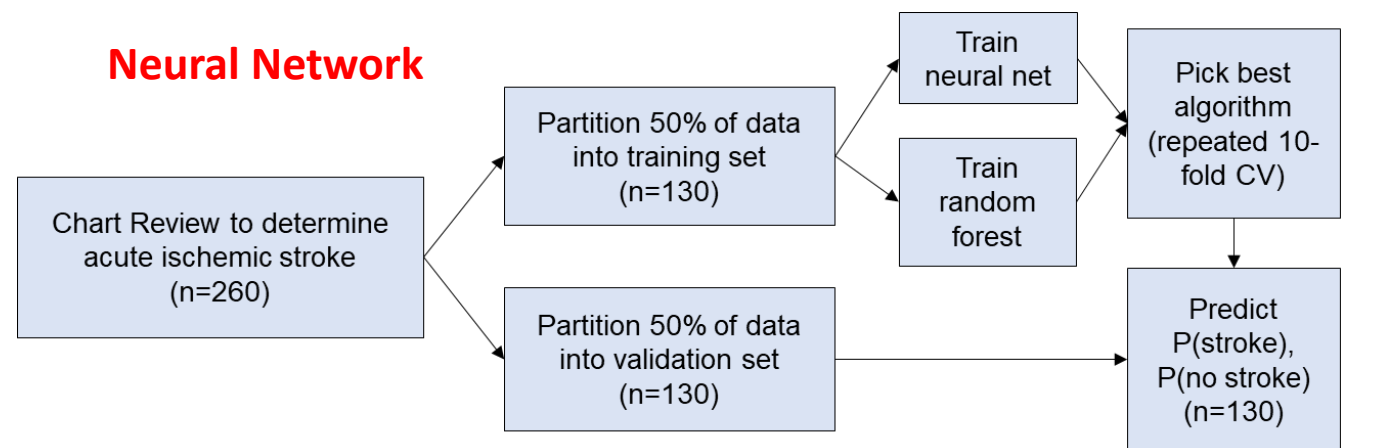 Neural Network
Chart Review to determine
acute ischemic stroke
(n=260)
Partition 50% of data
into training set
(n=130)
Partition 50% of data
into validation set
(n=130)
Train
neural net
Train
random
forest
Pick best
algorithm
(repeated 10-
fold CV)
Predict
P(stroke),
P(no stroke)
(n=130)